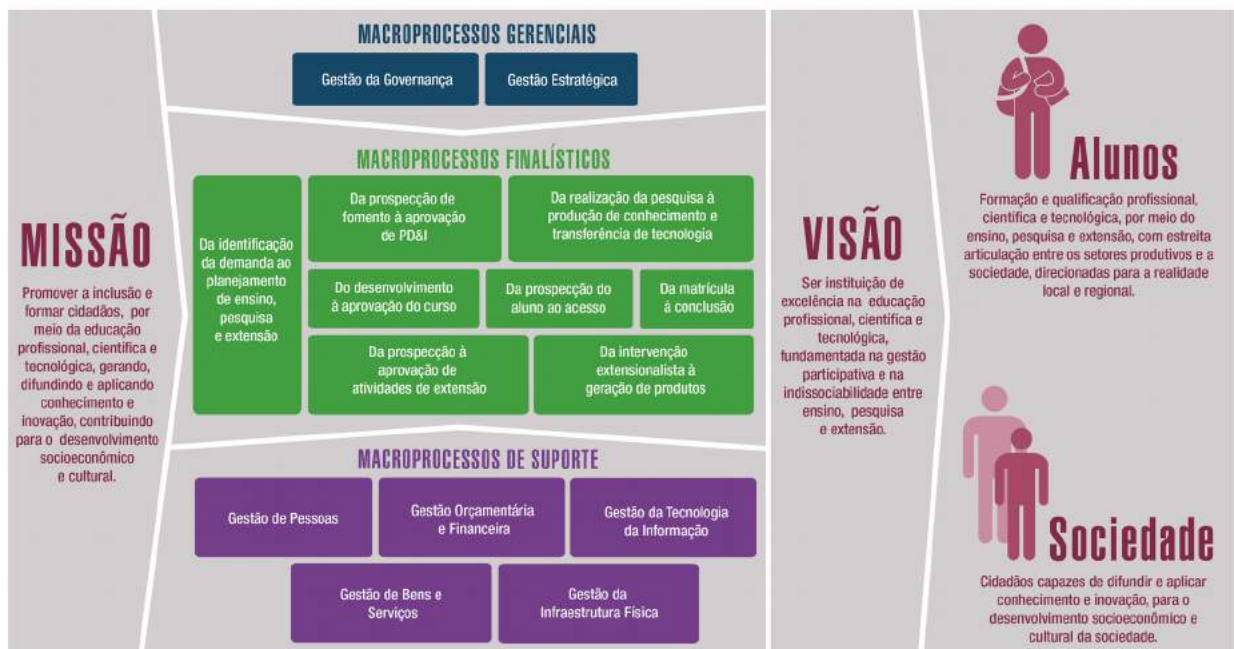 MISSÃO
Promover a inclusão e
formar cidadãos, por
meio da educação
profissional, científica e
tecnológica, gerando,
difundindo e aplicando
conhecimento e
inovação, contribuindo
para o desenvolvimento
socioeconômico
e cultural.
MACROPROCESSOS GERENCIAIS
Gestão da Governança
Gestão Estratégica
MACROPROCESSOS FINALÍSTICOS
Da identificação
da demanda ao
planejamento
de ensino,
pesquisa
e extensão
Da prospecção de
fomento à aprovação
de PD&I
Da realização da pesquisa à
produção de conhecimento e
transferência de tecnologia
Do desenvolvimento
à aprovação do curso
Da prospecção do
aluno ao acesso
Da matrícula
à conclusão
Da prospecção à
aprovação de
atividades de extensão
Da intervenção
extensionalista à
geração de produtos
MACROPROCESSOS DE SUPORTE
Gestão de Pessoas
Gestão Orçamentária
e Financeira
Gestão da Tecnologia
da Informação
Gestão de Bens e
Serviços
Gestão da
Infraestrutura Física
VISÃO
Ser instituição de
excelência na educação
profissional, científica e
tecnológica,
fundamentada na gestão
participativa e na
indissociabilidade entre
ensino, pesquisa
e extensão.
Alunos
Formação e qualificação profissional,
científica e tecnológica, por meio do
ensino, pesquisa e extensão, com estreita
articulação entre os setores produtivos e a
sociedade, direcionadas para a realidade
local e regional.
Sociedade
Cidadãos capazes de difundir e aplicar
conhecimento e inovação, para o
desenvolvimento socioeconômico e
cultural da sociedade.